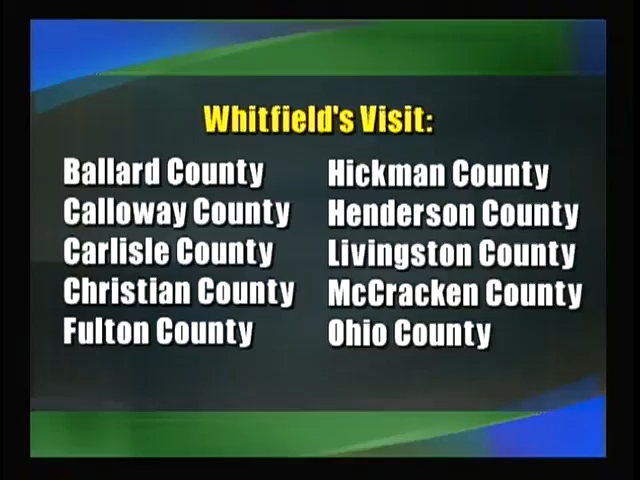 Whitfield's Visit:
Ballard County
Calloway County
Carlisle County
Christian County
Fulton County
Hickman County
Henderson County
Livingston County
McCracken County
Ohio County